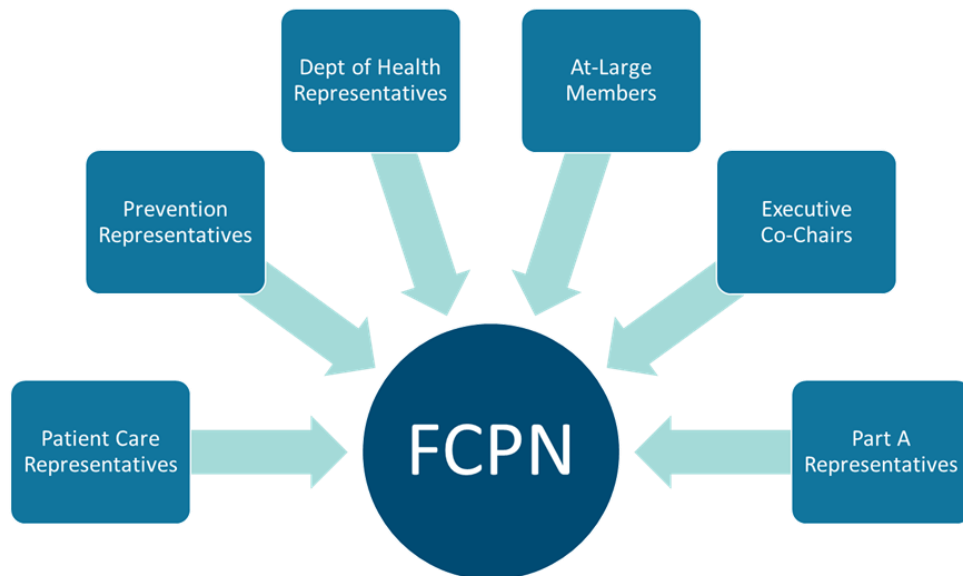 Dept of Health
Representatives
At-Large
Members
Prevention
Representatives
Executive
Co-Chairs
Patient Care
Representatives
FCPN
Part A
Representatives